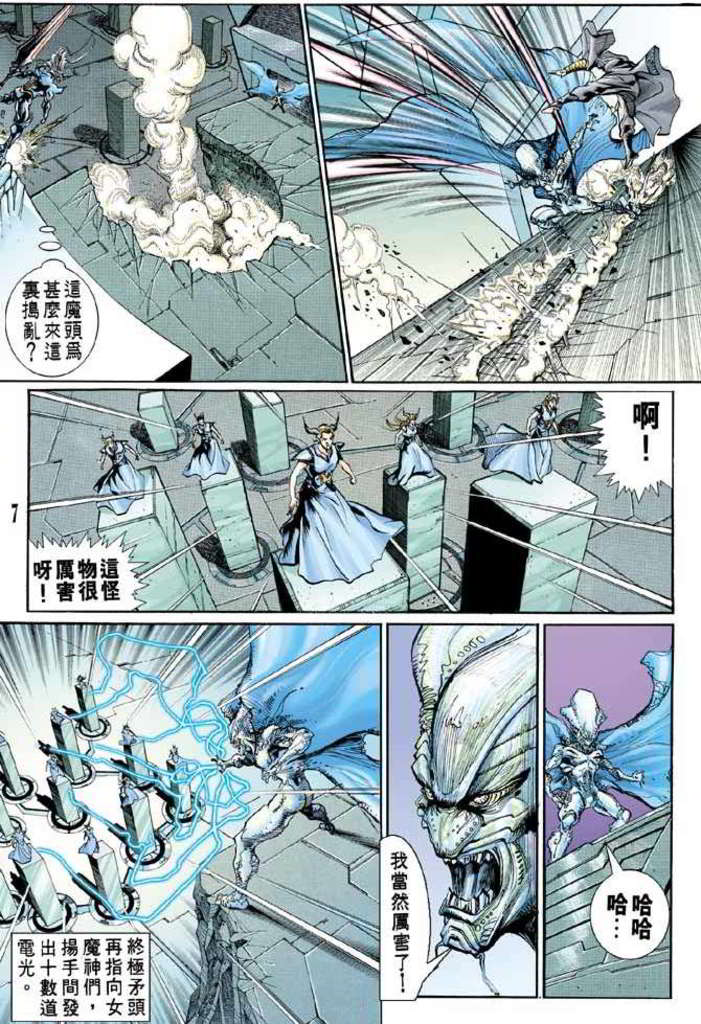 這魔頭為
甚麼來這
裏搗亂?
啊!
這怪
物很
厲害
呀!
7
終極矛頭
再指向女
魔神們，
揚手間發
出十數道
電光。
我當然厲害了!
哈哈
哈…